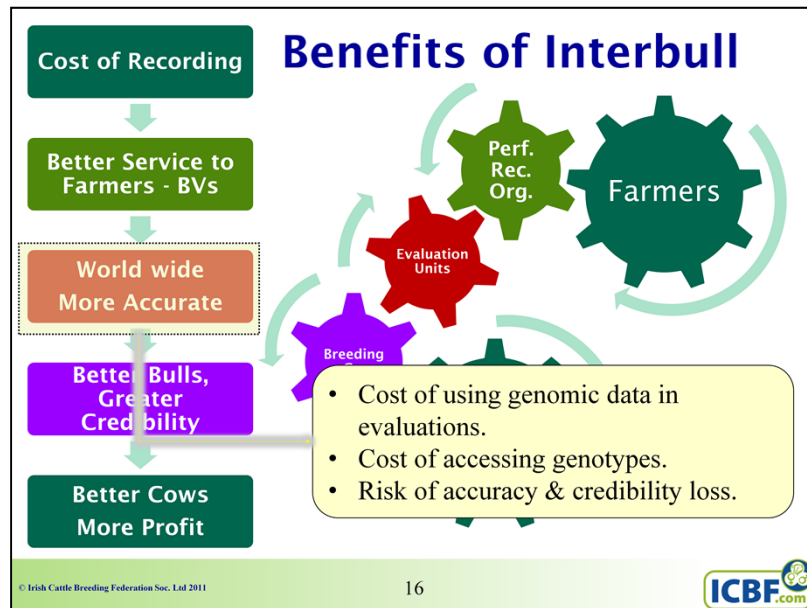 Benefits of Interbull
Cost of Recording
Better Service to
Farmers - BVs
World wide
More Accurate
Better Bulls,
Greater
Credibility
Better Cows
More Profit
Perf.
Rec.
Org.
Farmers
Evaluation
Units
Breeding
• Cost of using genomic data in
evaluations.
• Cost of accessing genotypes.
• Risk of accuracy & credibility loss.
© Irish Cattle Breeding Federation Soc. Ltd 2011
16
ICBF.com